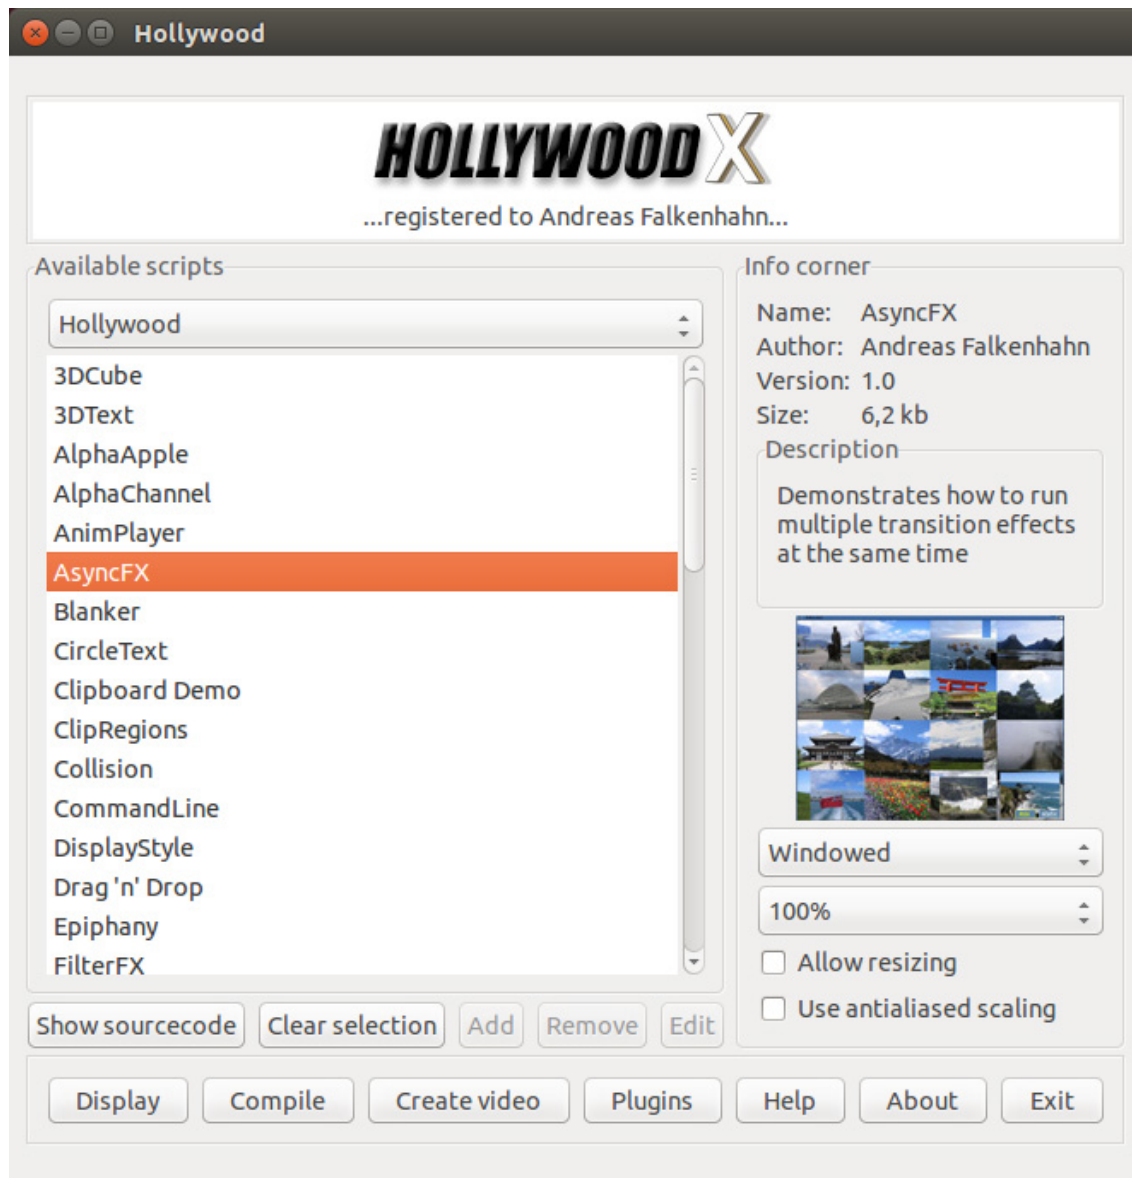 Hollywood
HOLLYWOOD X
...registered to Andreas Falkenhahn...
Available scripts
Hollywood
3DCube
3DText
AlphaApple
AlphaChannel
AnimPlayer
AsyncFX
Blanker
CircleText
Clipboard Demo
ClipRegions
Collision
CommandLine
DisplayStyle
Drag 'n' Drop
Epiphany
FilterFX
Show sourcecode Clear selection Add Remove Edit
Info corner
Name: AsyncFX
Author: Andreas Falkenhahn
Version: 1.0
Size: 6,2 kb
Description
Demonstrates how to run
multiple transition effects
at the same time
Windowed
100%
Allow resizing
Use antialiased scaling
Display Compile Create video Plugins Help About Exit